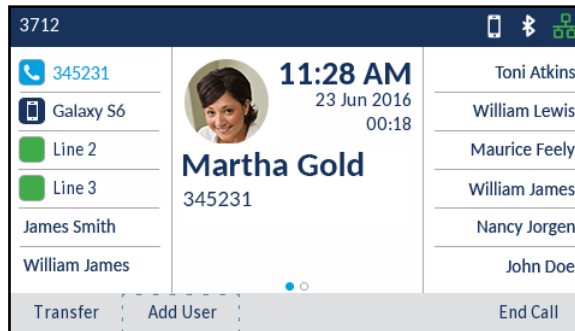 3712
345231
Galaxy S6
Line 2
Line 3
James Smith
William James
11:28 AM
23 Jun 2016
00:18
Martha Gold
345231
Toni Atkins
William Lewis
Maurice Feely
William James
Nancy Jorgen
John Doe
Transfer Add User End Call